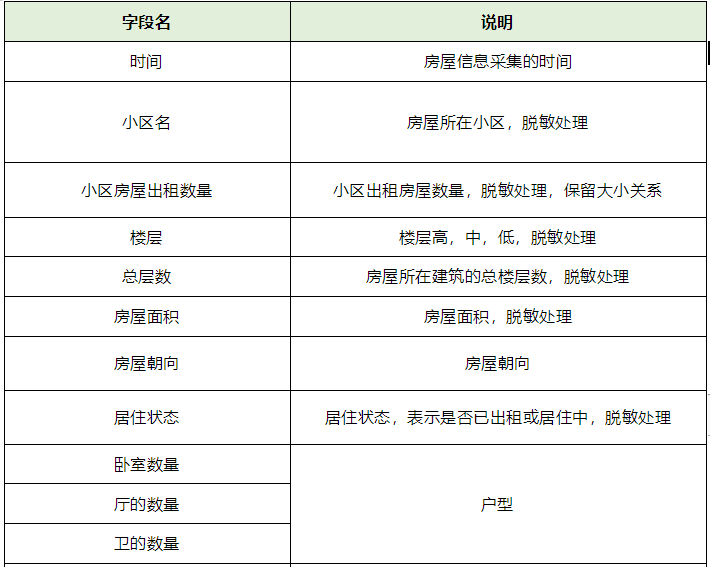 字段名 说明
时间 房屋信息采集的时间
小区名 房屋所在小区，脱敏处理
小区房屋出租数量 小区出租房屋数量，脱敏处理，保留大小关系
楼层 楼层高，中，低，脱敏处理
总层数 房屋所在建筑的总楼层数，脱敏处理
房屋面积 房屋面积，脱敏处理
房屋朝向 房屋朝向
居住状态 居住状态，表示是否已出租或居住中，脱敏处理
卧室数量
厅的数量 户型
卫的数量